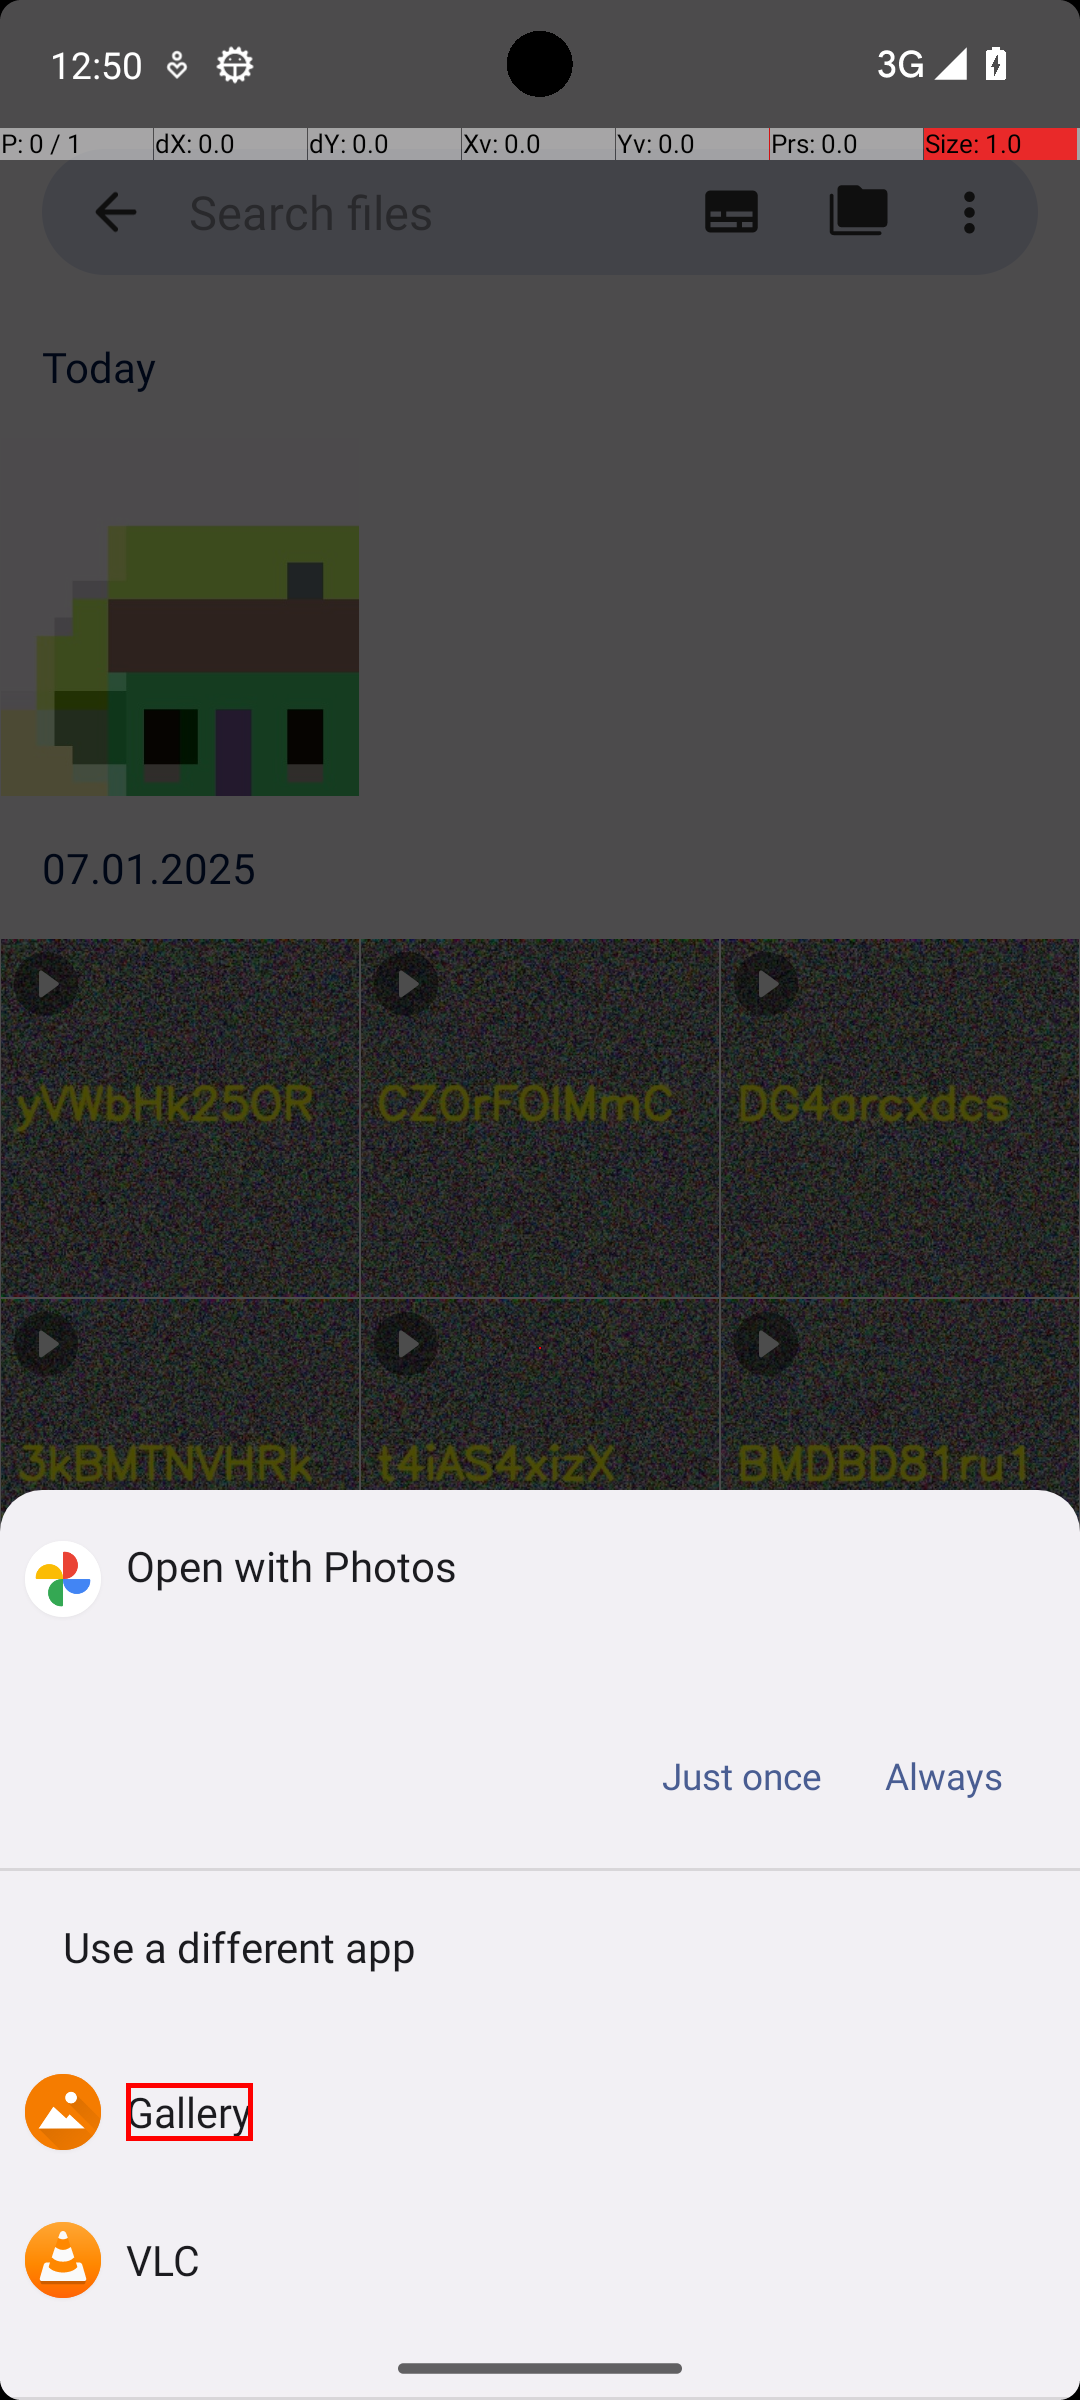 12:50
3G
P: 0 / 1
dX: 0.0
dY: 0.0
Xv: 0.0
Yv: 0.0
Prs: 0.0
Size: 1.0
Search files
Today
07.01.2025
yVWbHk25OR
CZOrFOIMmC
DG4arcxdcs
3kBMTNVHRk
t4iAS4xizX
BMDBD81ru1
Open with Photos
Just once
Always
Use a different app
Gallery
VLC